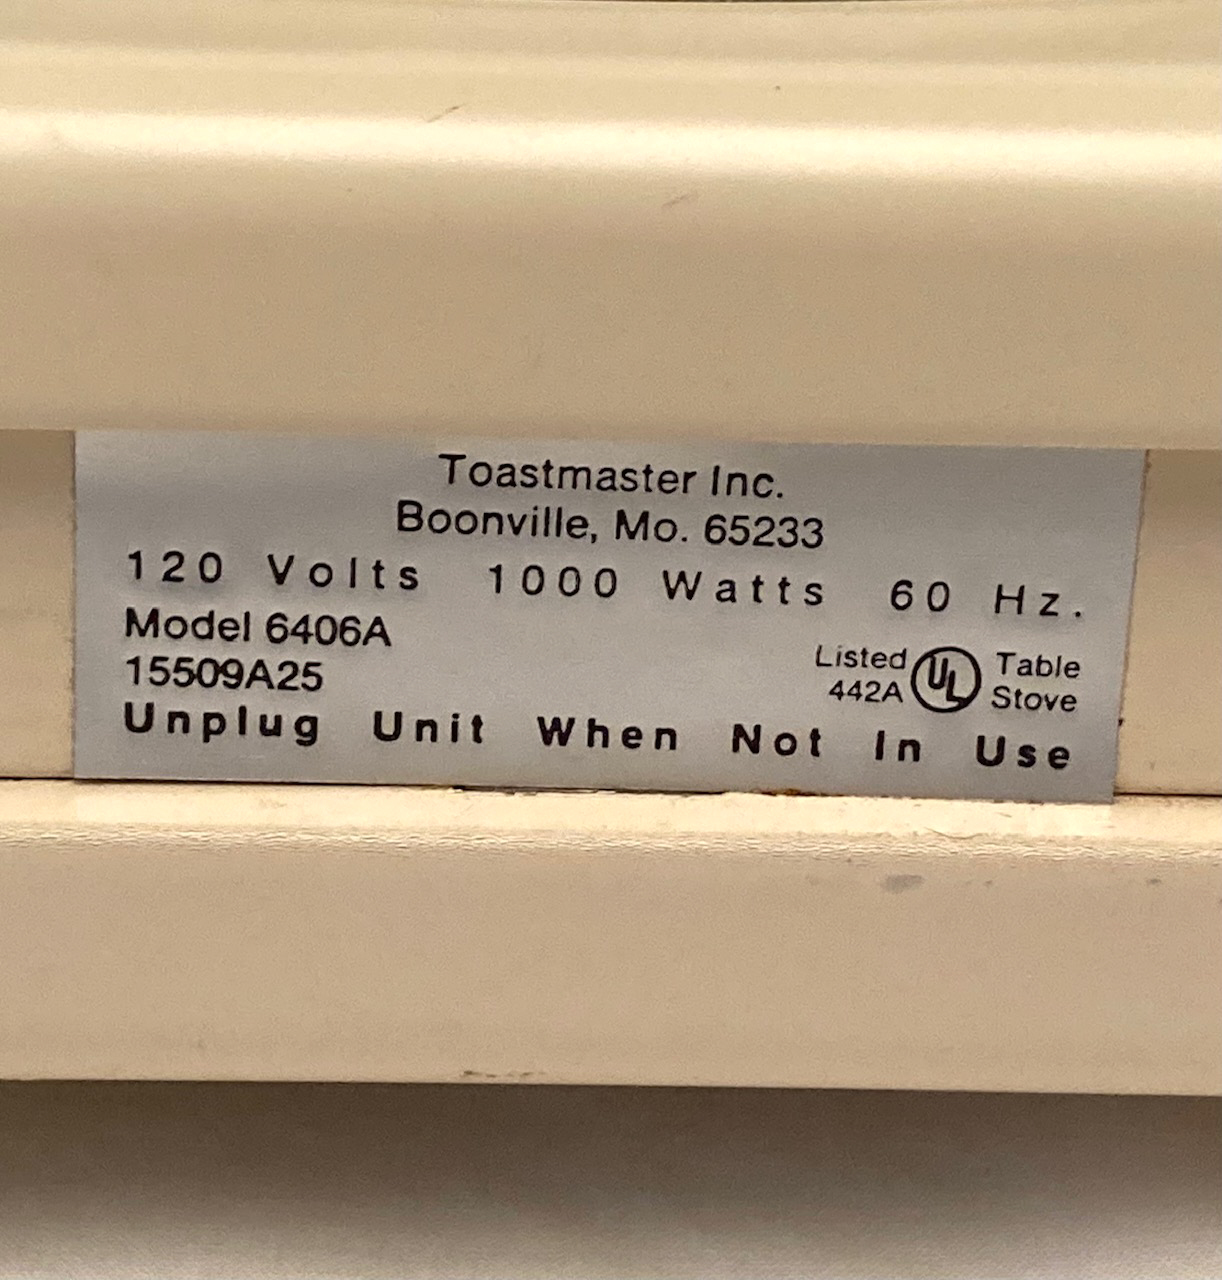 Toastmaster Inc.
Boonville, Mo. 65233
120 Volts 1000 Watts 60 Hz.
Model 6406A
15509A25
Listed UL Table
442A Stove
Unplug Unit When Not In Use